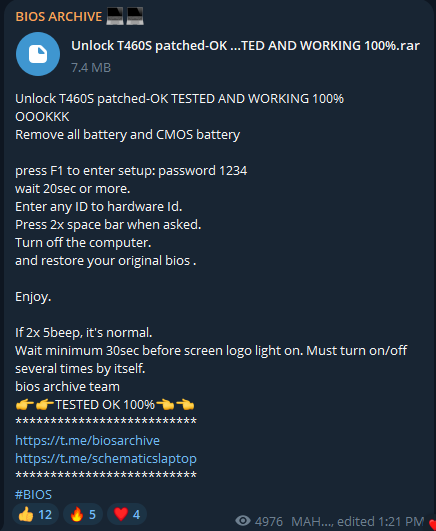 BIOS ARCHIVE
Unlock T460S patched-OK ...TED AND WORKING 100%.rar
7.4 MB
Unlock T460S patched-OK TESTED AND WORKING 100%
OOOKKK
Remove all battery and CMOS battery
press F1 to enter setup: password 1234
wait 20sec or more.
Enter any ID to hardware Id.
Press 2x space bar when asked.
Turn off the computer.
and restore your original bios .
Enjoy.
If 2x 5beep, it's normal.
Wait minimum 30sec before screen logo light on. Must turn on/off
several times by itself.
bios archive team
👉👉TESTED OK 100%👈👈
**************************
https://t.me/biosarchive
https://t.me/schematicslaptop
**************************
#BIOS
👍 12 🔥 5 ❤️ 4
4976 MAH..., edited 1:21 PM